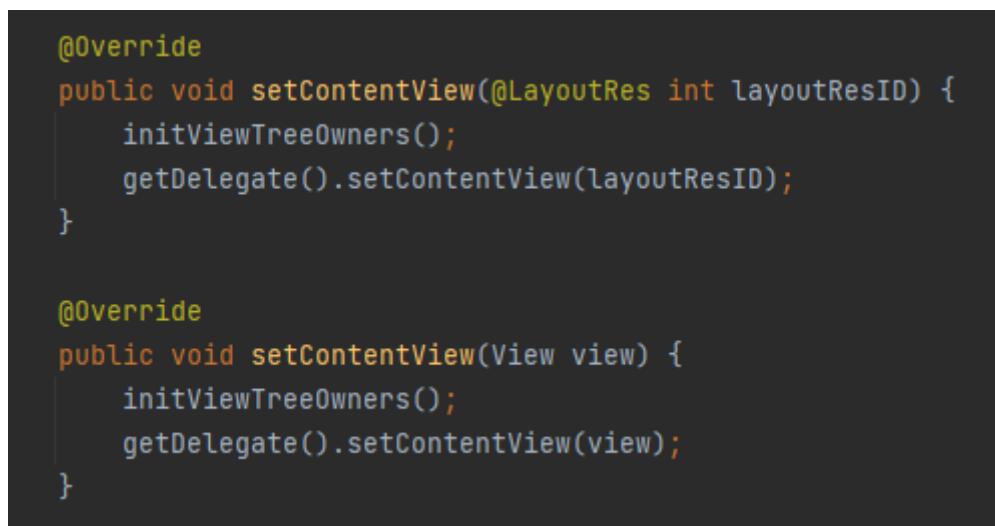 @Override
public void setContentView(@LayoutRes int layoutResID) {
    initViewTreeOwners();
    getDelegate().setContentView(layoutResID);
}
@Override
public void setContentView(View view) {
    initViewTreeOwners();
    getDelegate().setContentView(view);
}